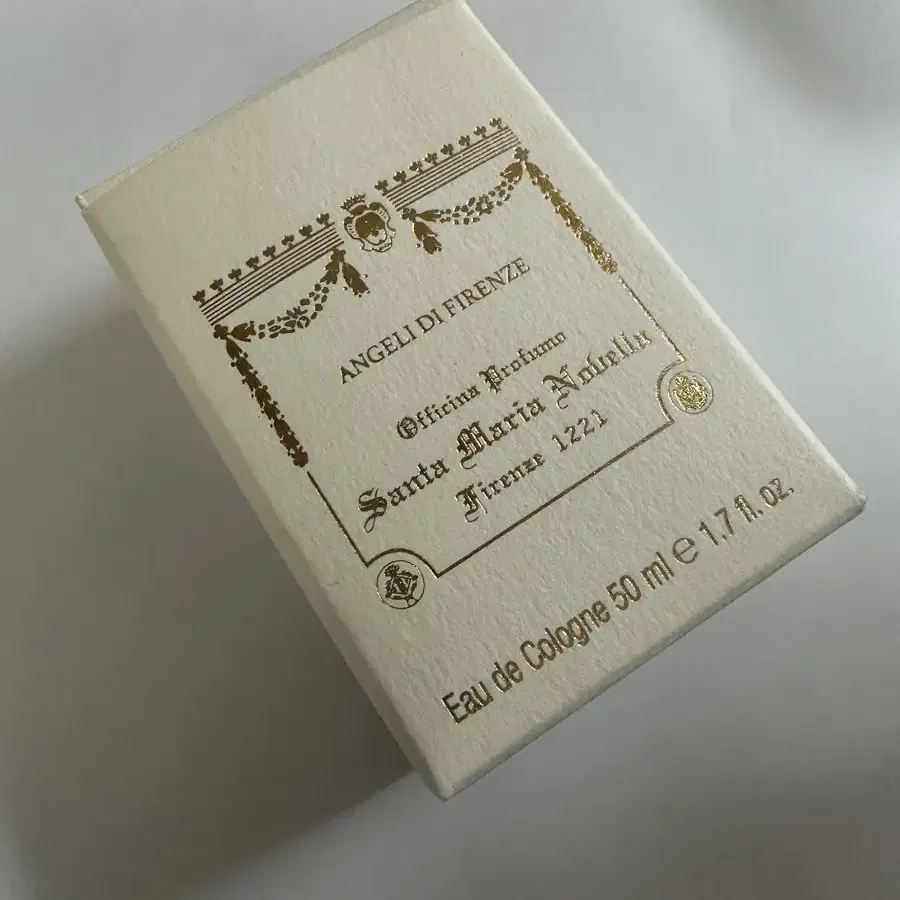 ANGELI DI FIRENZE
Officina Profumo
Santa Maria Novella
Firenze 1221
Eau de Cologne 50 ml ℮ 1.7 fl. oz.